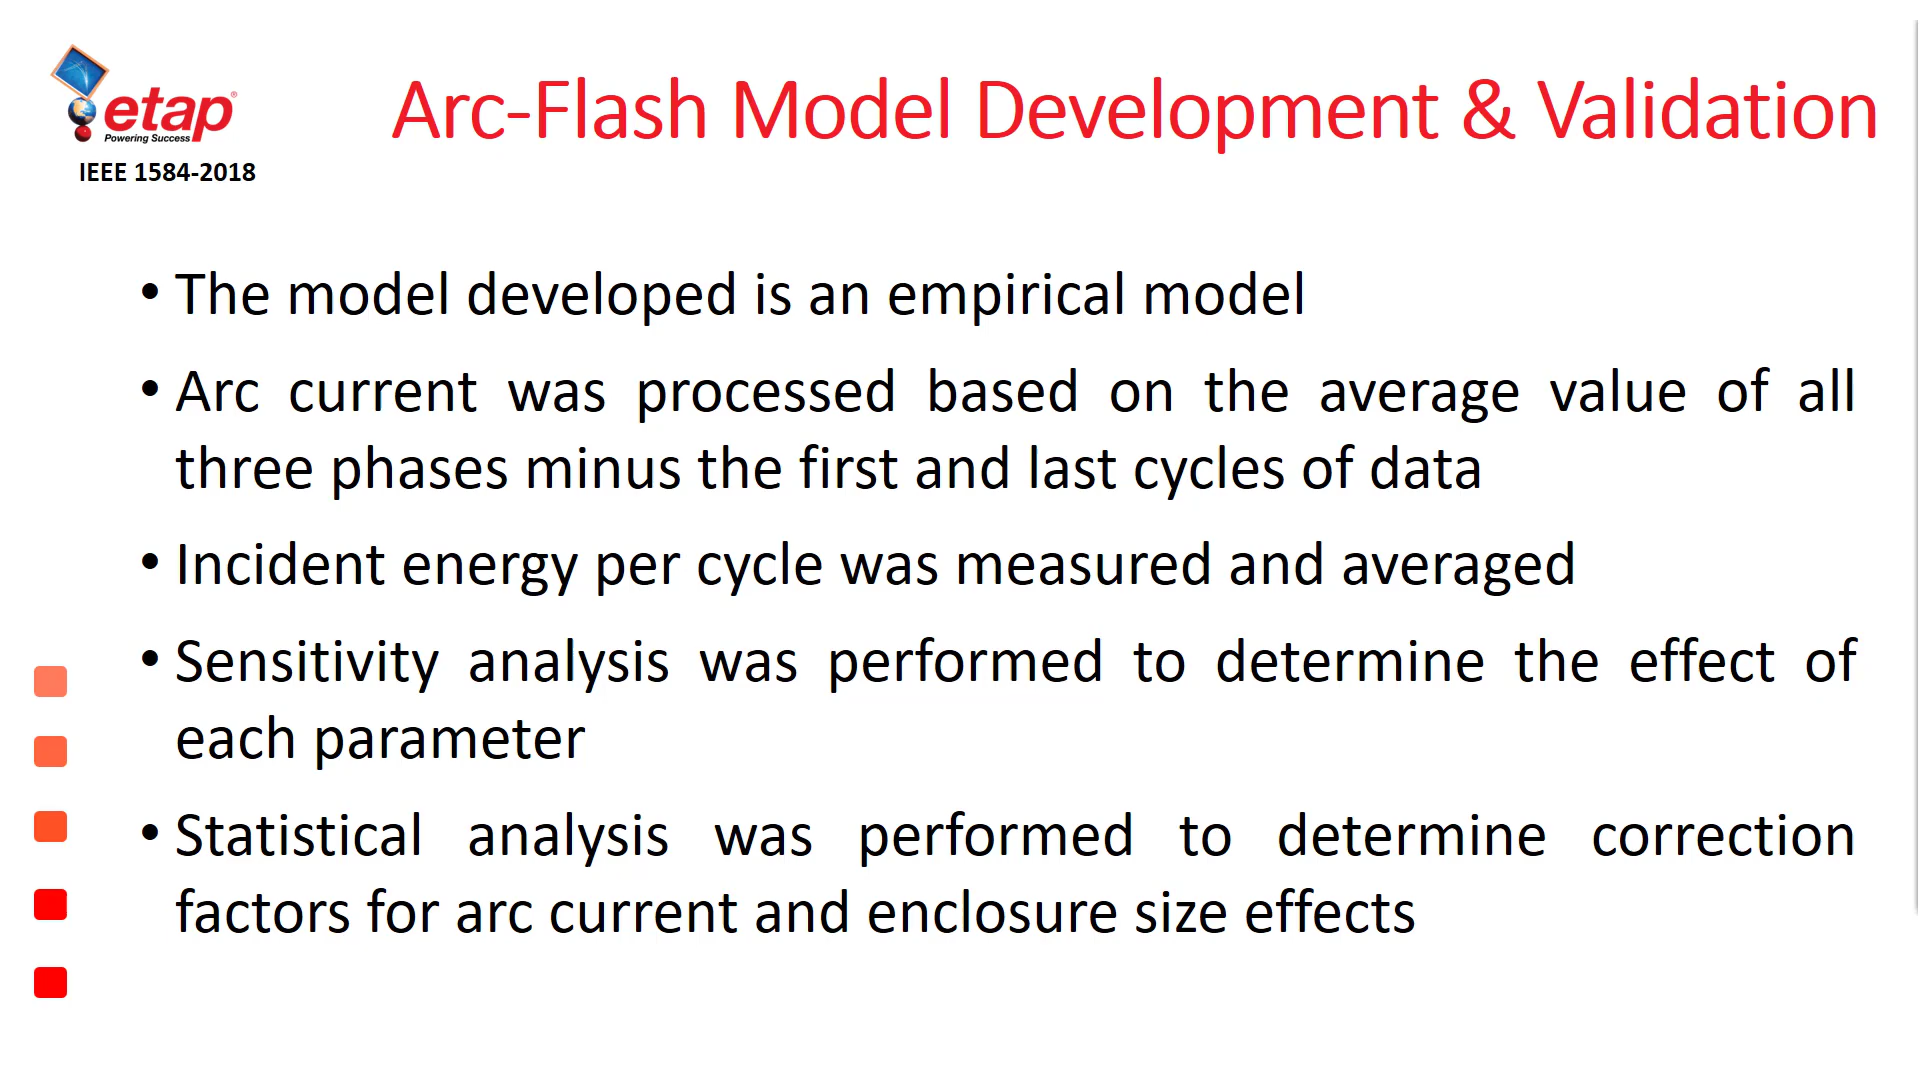 etap®
Powering Success
IEEE 1584-2018
Arc-Flash Model Development & Validation
• The model developed is an empirical model
• Arc current was processed based on the average value of all
three phases minus the first and last cycles of data
• Incident energy per cycle was measured and averaged
• Sensitivity analysis was performed to determine the effect of
each parameter
• Statistical analysis was performed to determine correction
factors for arc current and enclosure size effects